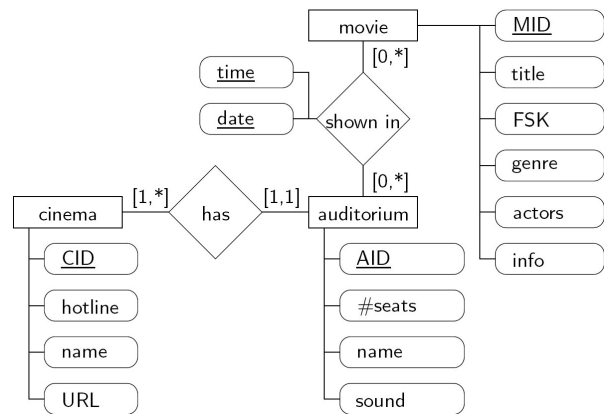 movie
MID
[0,*]
time
title
date
shown in
FSK
genre
[1,*]
[1,1]
[0,*]
cinema
has
auditorium
actors
CID
AID
info
hotline
#seats
name
name
URL
sound